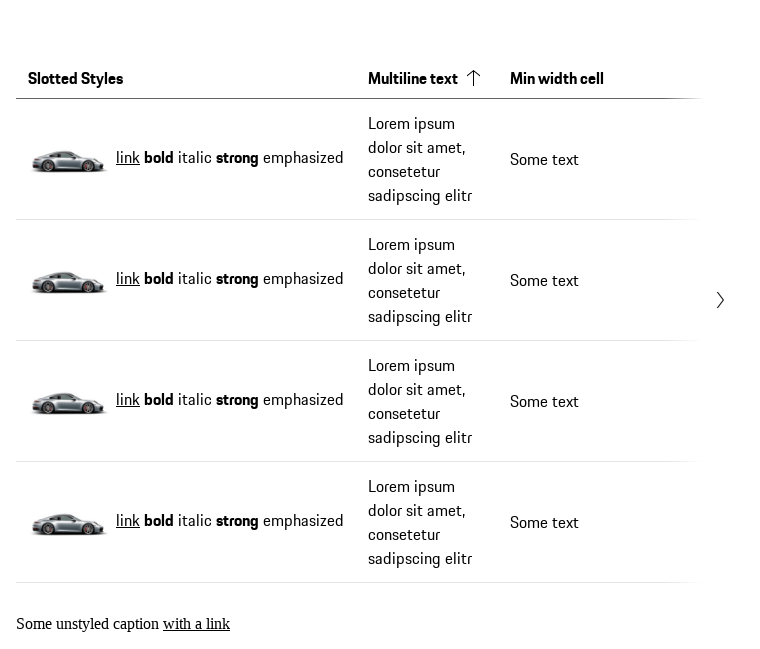 Slotted Styles Multiline text Min width cell
link bold italic strong emphasized
Lorem ipsum
dolor sit amet,
consetetur
sadipscing elitr
Some text
link bold italic strong emphasized
Lorem ipsum
dolor sit amet,
consetetur
sadipscing elitr
Some text
link bold italic strong emphasized
Lorem ipsum
dolor sit amet,
consetetur
sadipscing elitr
Some text
link bold italic strong emphasized
Lorem ipsum
dolor sit amet,
consetetur
sadipscing elitr
Some text
Some unstyled caption with a link